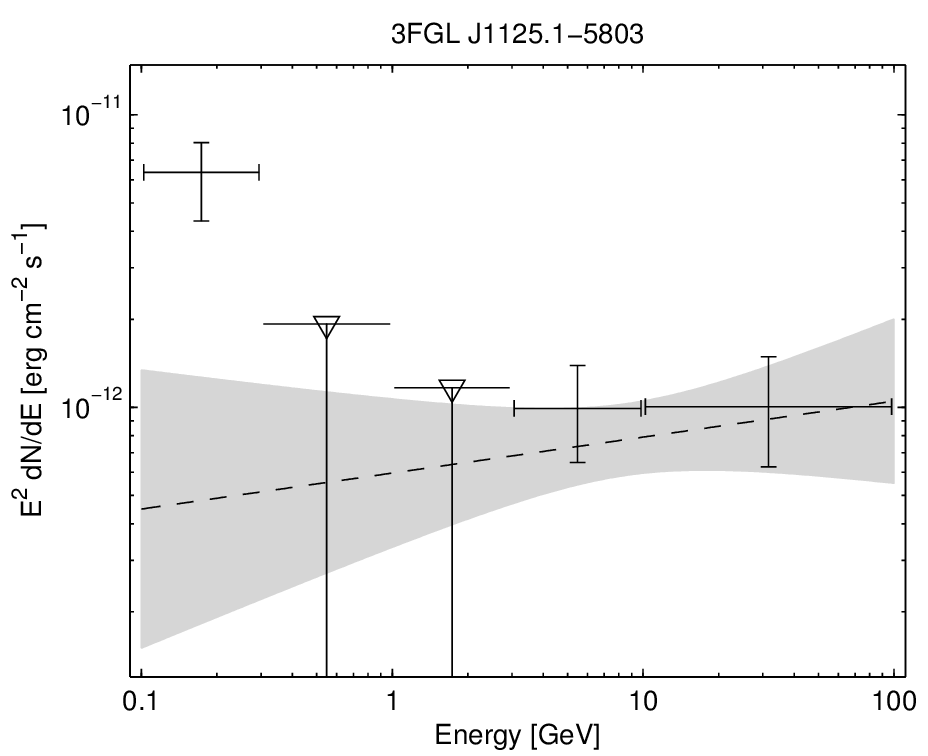 3FGL J1125.1−5803
10⁻¹¹
10⁻¹²
E² dN/dE [erg cm⁻² s⁻¹]
0.1 1 10 100
Energy [GeV]